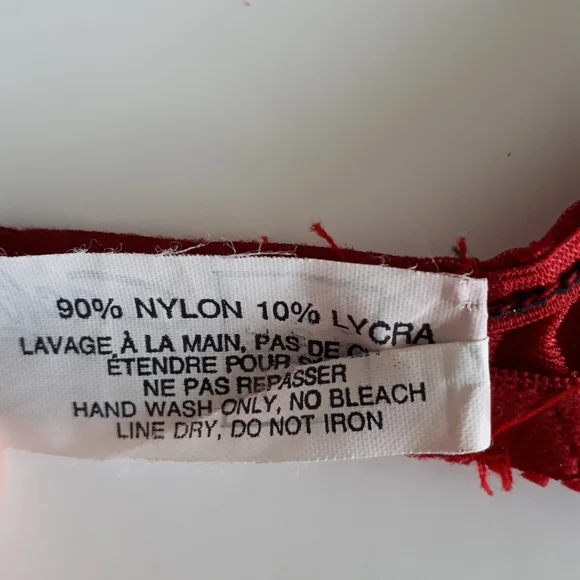 90% NYLON 10% LYCRA
LAVAGE À LA MAIN, PAS DE
ÉTENDRE POUR
NE PAS REPASSER
HAND WASH ONLY, NO BLEACH
LINE DRY, DO NOT IRON